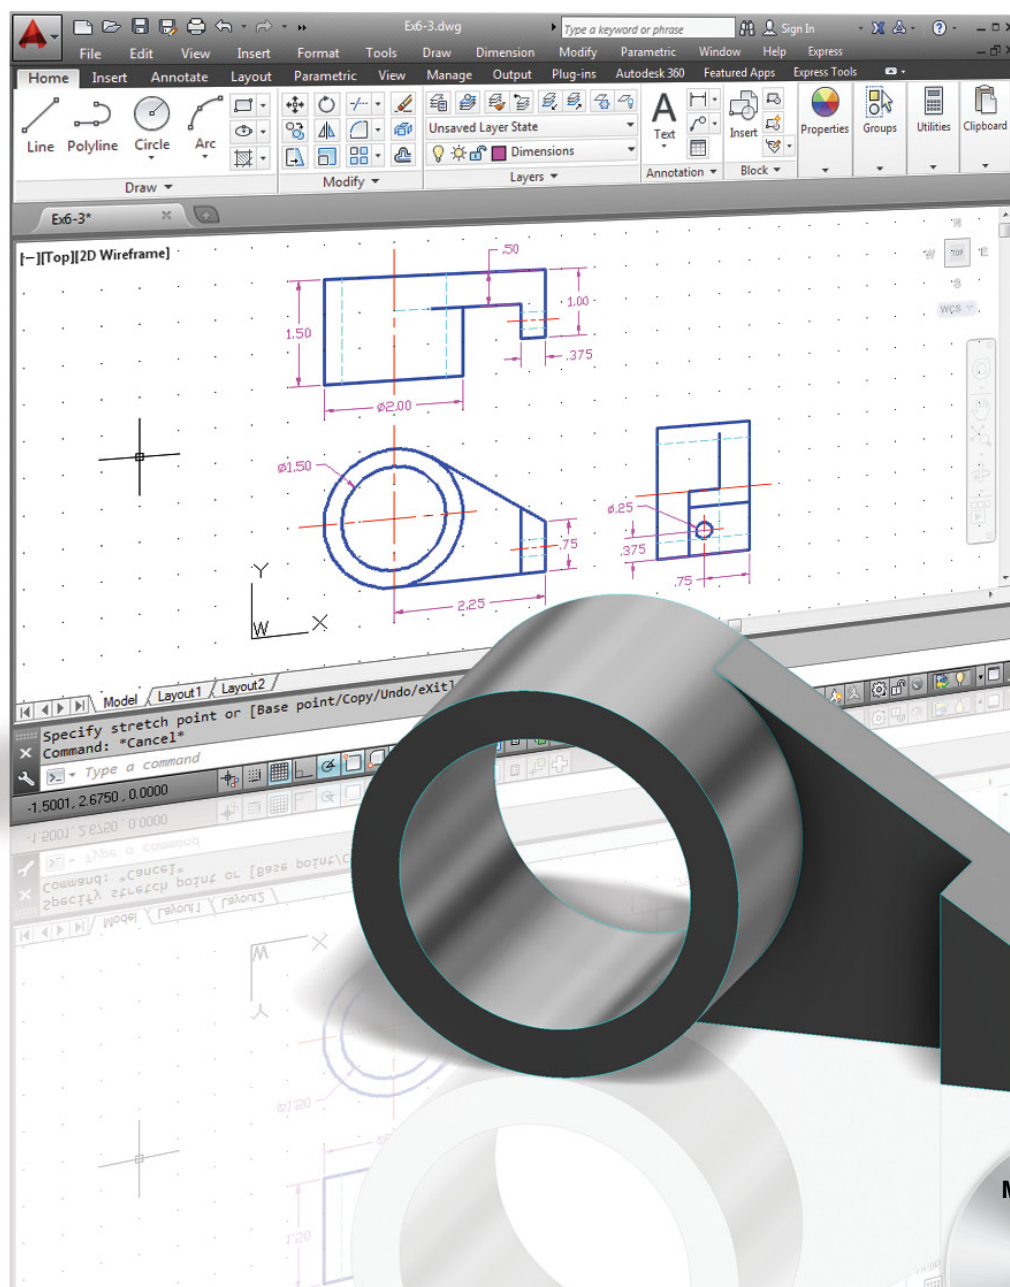 Ex6-3.dwg
Type a keyword or phrase
Sign In
File Edit View Insert Format Tools Draw Dimension Modify Parametric Window Help Express
Home Insert Annotate Layout Parametric View Manage Output Plug-ins Autodesk 360 Featured Apps Express Tools
Line Polyline Circle Arc
Unsaved Layer State
Dimensions
A
Text
Insert
Properties
Groups
Utilities
Clipboard
Draw Modify Layers Annotation Block
Ex6-3*
[−][Top][2D Wireframe]
N
W TOP E
S
WCS
.50
1.50
1.00
.375
ø2.00
ø1.50
.75
2.25
ø.25
.375
.75
Y
W X
Model Layout1 Layout2
Specify stretch point or [Base point/Copy/Undo/eXit]
Command: *Cancel*
Type a command
-1.5001, 2.6750, 0.0000
M